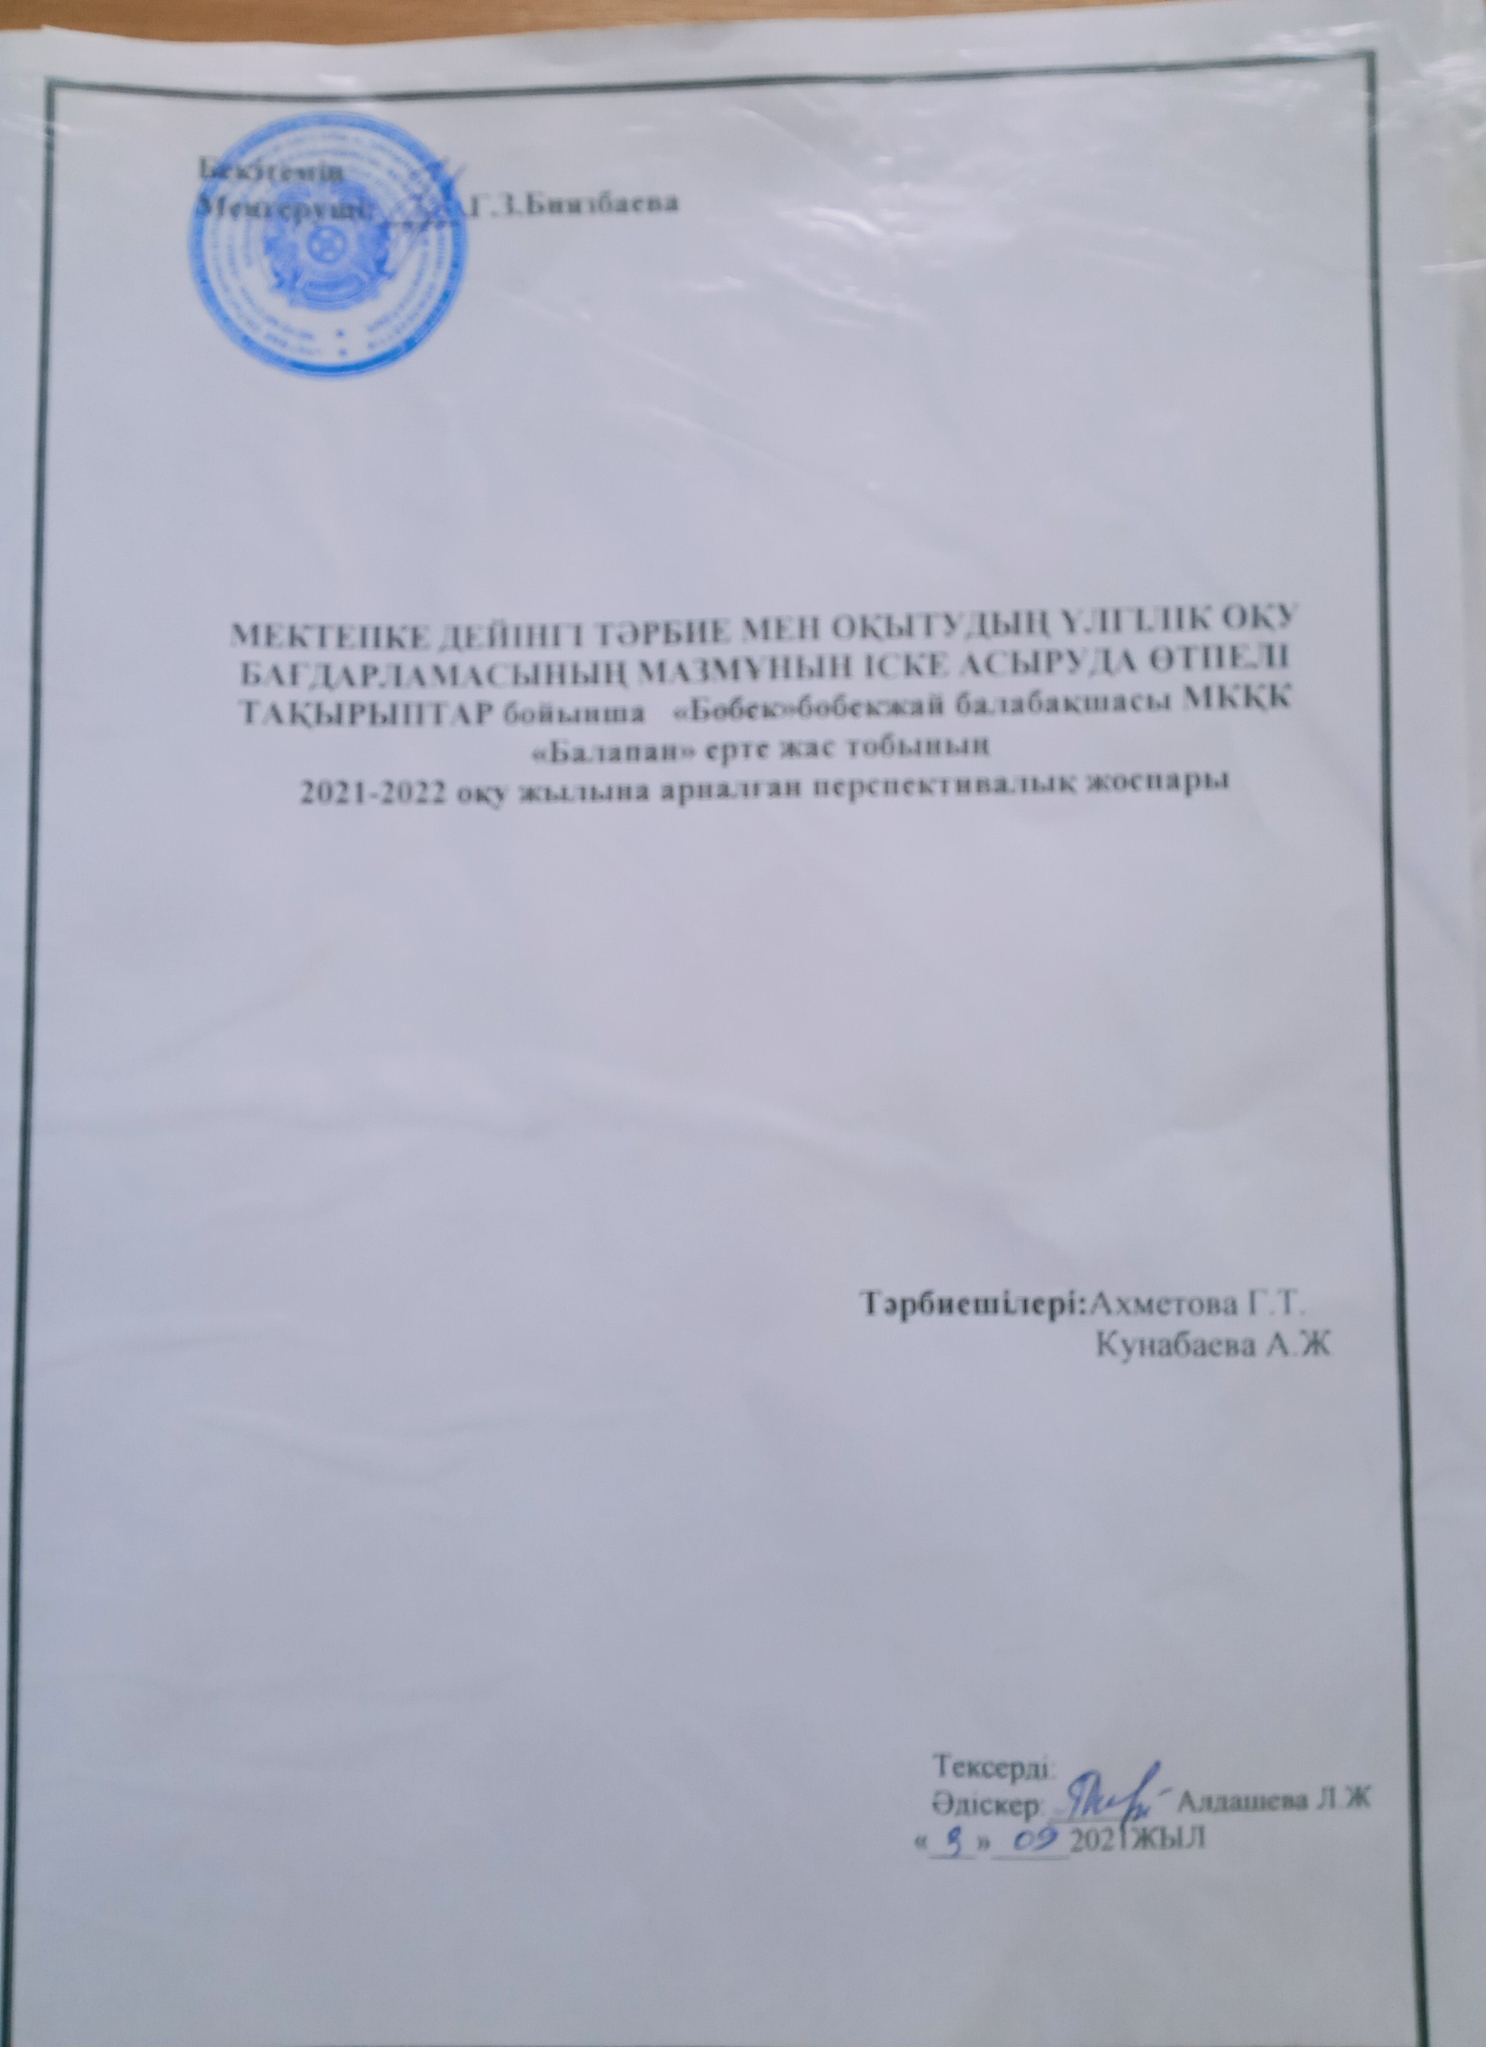 Бекітемін
Меңгеруші: Г.З.Биязбаева
МЕКТЕПКЕ ДЕЙІНГІ ТӘРБИЕ МЕН ОҚЫТУДЫҢ ҮЛГІЛІК ОҚУ
БАҒДАРЛАМАСЫНЫҢ МАЗМҰНЫН ІСКЕ АСЫРУДА ӨТПЕЛІ
ТАҚЫРЫПТАР бойынша «Бөбек»бөбекжай балабақшасы МКҚК
«Балапан» ерте жас тобының
2021-2022 оқу жылына арналған перспективалық жоспары
Тәрбиешілері:Ахметова Г.Т.
Кунабаева А.Ж
Тексерді:
Әдіскер: Алдашева Л.Ж
«9» 09 2021ЖЫЛ